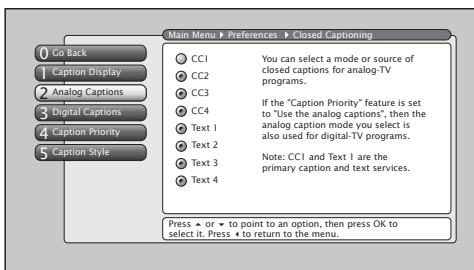 Main Menu ▶ Preferences ▶ Closed Captioning
0 Go Back
1 Caption Display
2 Analog Captions
3 Digital Captions
4 Caption Priority
5 Caption Style
CC1
CC2
CC3
CC4
Text 1
Text 2
Text 3
Text 4
You can select a mode or source of
closed captions for analog-TV
programs.
If the "Caption Priority" feature is set
to "Use the analog captions", then the
analog caption mode you select is
also used for digital-TV programs.
Note: CC1 and Text 1 are the
primary caption and text services.
Press ▲ or ▼ to point to an option, then press OK to
select it. Press ◀ to return to the menu.